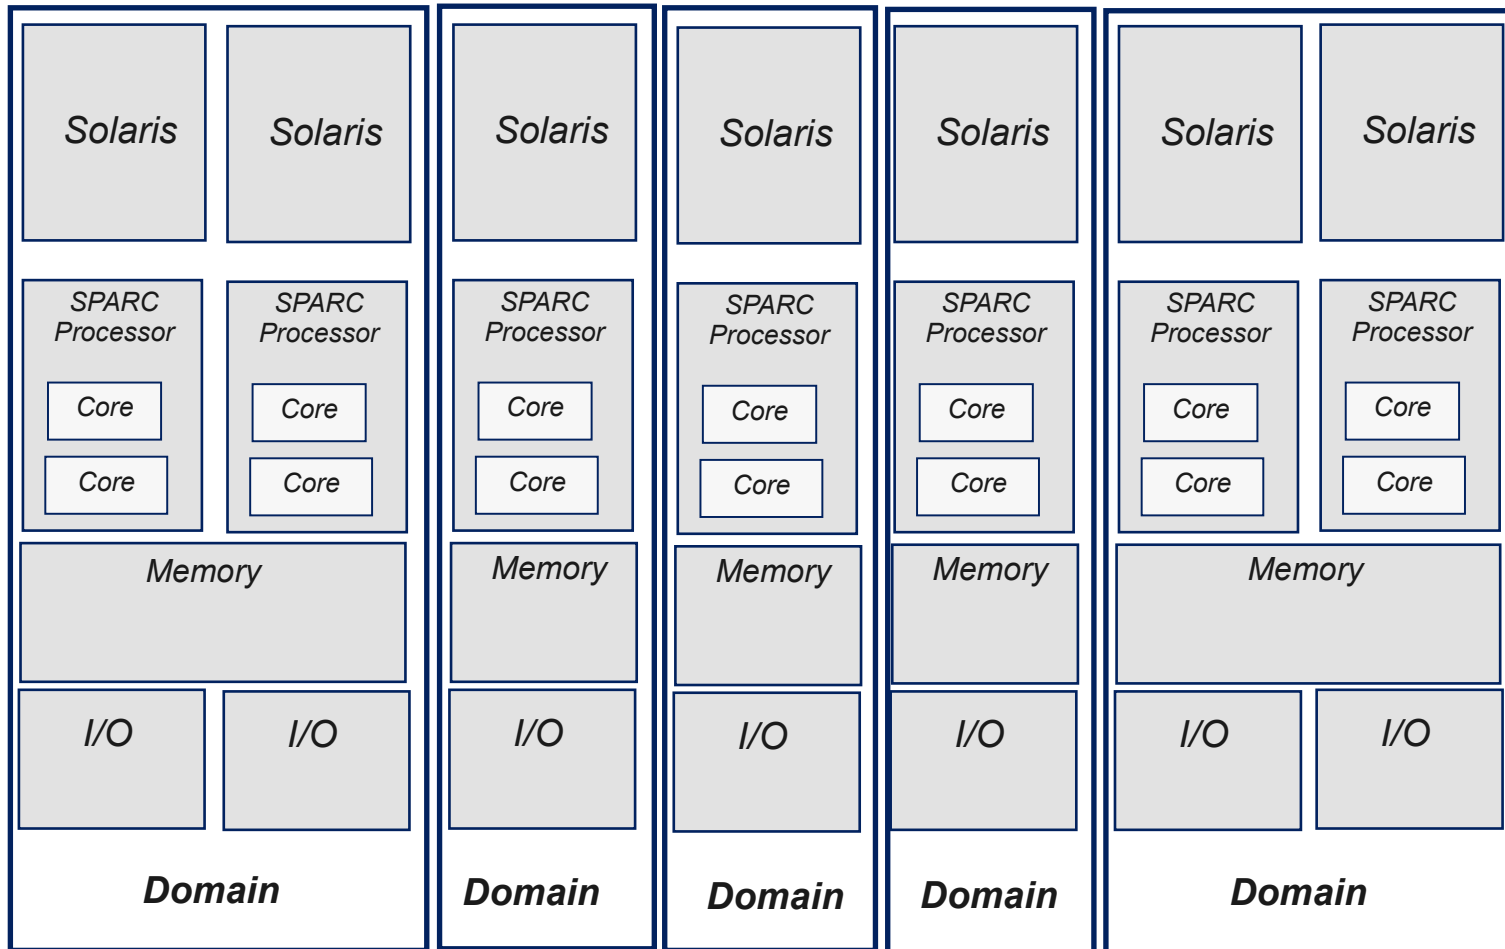 Solaris
Solaris
Solaris
Solaris
Solaris
Solaris
Solaris
SPARC
Processor
Core
Core
SPARC
Processor
Core
Core
SPARC
Processor
Core
Core
SPARC
Processor
Core
Core
SPARC
Processor
Core
Core
SPARC
Processor
Core
Core
SPARC
Processor
Core
Core
Memory
Memory
Memory
Memory
Memory
I/O
I/O
I/O
I/O
I/O
I/O
I/O
Domain
Domain
Domain
Domain
Domain